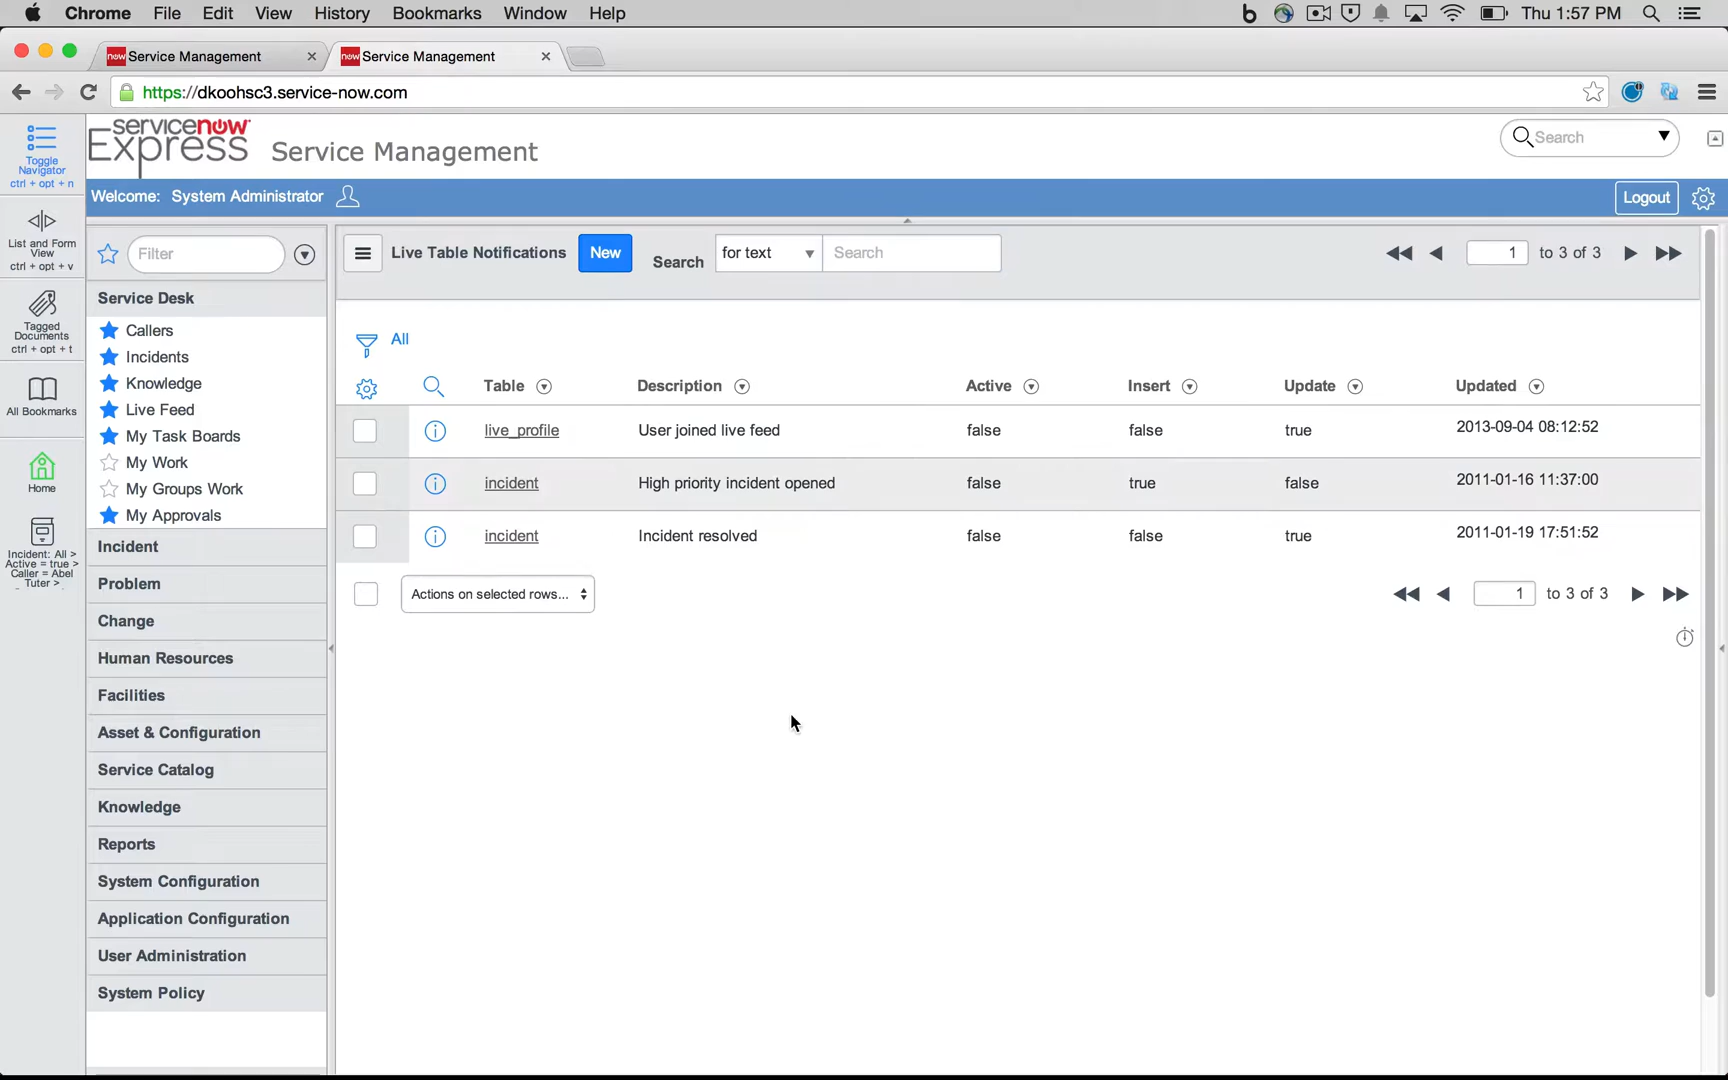 Chrome File Edit View History Bookmarks Window Help Thu 1:57 PM
now Service Management now Service Management
https://dkoohsc3.service-now.com
servicenow Express Service Management Search
Welcome: System Administrator Logout
Toggle
Navigator
ctrl + opt + n
List and Form
View
ctrl + opt + v
Tagged
Documents
ctrl + opt + t
All Bookmarks
Home
Incident: All >
Active = true >
Caller = Abel
Tuter >
Filter
Service Desk
Callers
Incidents
Knowledge
Live Feed
My Task Boards
My Work
My Groups Work
My Approvals
Incident
Problem
Change
Human Resources
Facilities
Asset & Configuration
Service Catalog
Knowledge
Reports
System Configuration
Application Configuration
User Administration
System Policy
Live Table Notifications New Search for text Search 1 to 3 of 3
All
Table Description Active Insert Update Updated
live_profile User joined live feed false false true 2013-09-04 08:12:52
incident High priority incident opened false true false 2011-01-16 11:37:00
incident Incident resolved false false true 2011-01-19 17:51:52
Actions on selected rows... 1 to 3 of 3